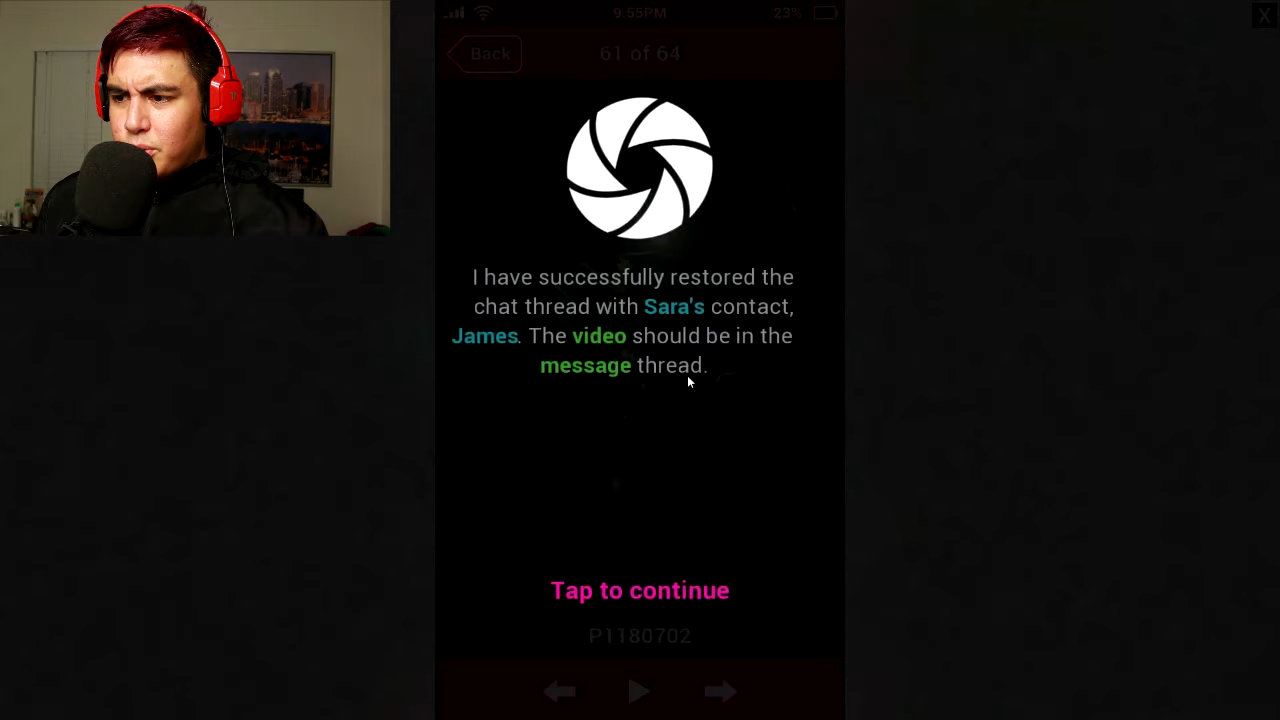 9:55PM
23%
X
Back
61 of 64
I have successfully restored the
chat thread with Sara's contact,
James. The video should be in the
message thread.
Tap to continue
P1180702